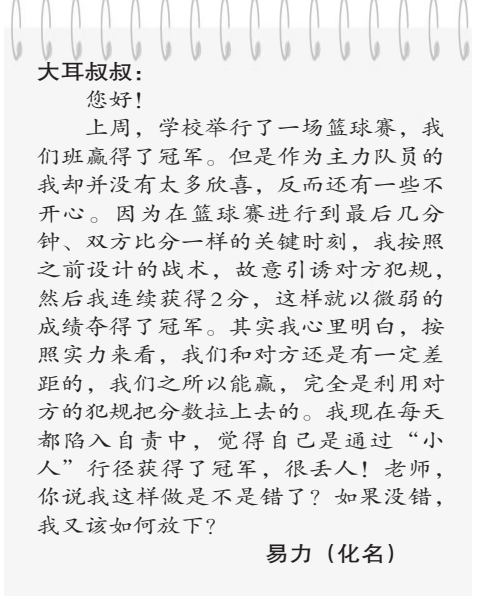 大耳叔叔：
您好！
上周，学校举行了一场篮球赛，我
们班赢得了冠军。但是作为主力队员的
我却并没有太多欣喜，反而还有一些不
开心。因为在篮球赛进行到最后几分
钟、双方比分一样的关键时刻，我按照
之前设计的战术，故意引诱对方犯规，
然后我连续获得2分，这样就以微弱的
成绩夺得了冠军。其实我心里明白，按
照实力来看，我们和对方还是有一定差
距的，我们之所以能赢，完全是利用对
方的犯规把分数拉上去的。我现在每天
都陷入自责中，觉得自己是通过“小
人”行径获得了冠军，很丢人！老师，
你说我这样做是不是错了？如果没错，
我又该如何放下？
易力（化名）